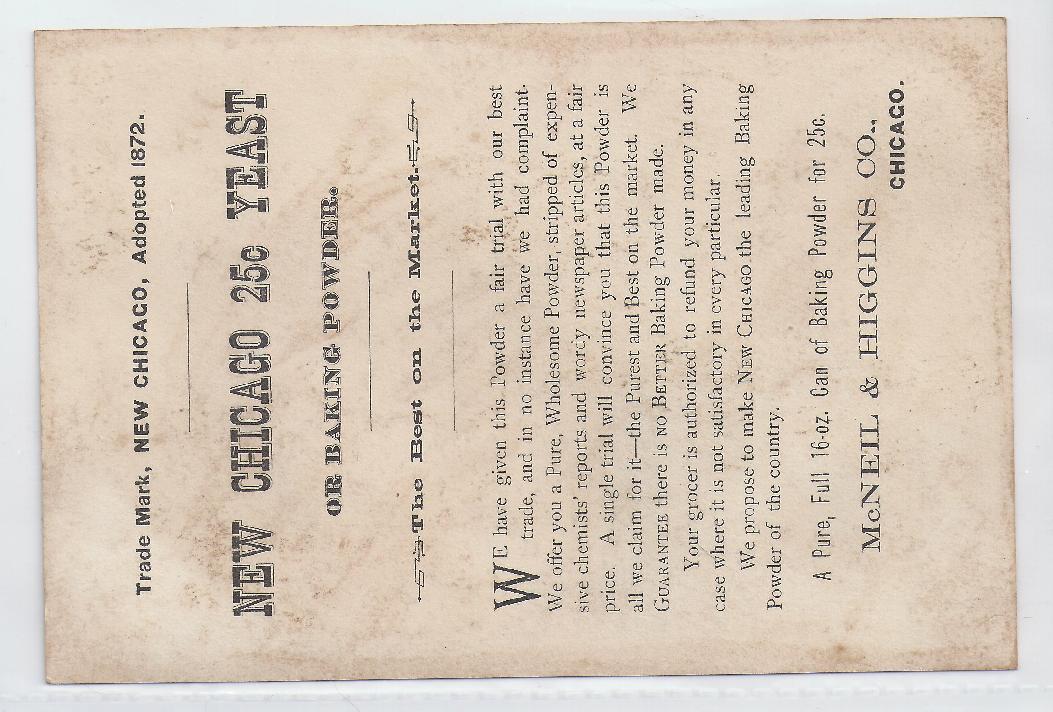 Trade Mark, NEW CHICAGO, Adopted 1872.
NEW CHICAGO 25c YEAST
OR BAKING POWDER.
The Best on the Market.
WE have given this Powder a fair trial with our best
trade, and in no instance have we had complaint.
We offer you a Pure, Wholesome Powder, stripped of expen-
sive chemists' reports and wordy newspaper articles, at a fair
price. A single trial will convince you that this Powder is
all we claim for it—the Purest and Best on the market. We
GUARANTEE there is NO BETTER Baking Powder made.
Your grocer is authorized to refund your money in any
case where it is not satisfactory in every particular.
We propose to make NEW CHICAGO the leading Baking
Powder of the country.
A Pure, Full 16-oz. Can of Baking Powder for 25c.
McNEIL & HIGGINS CO.,
CHICAGO.